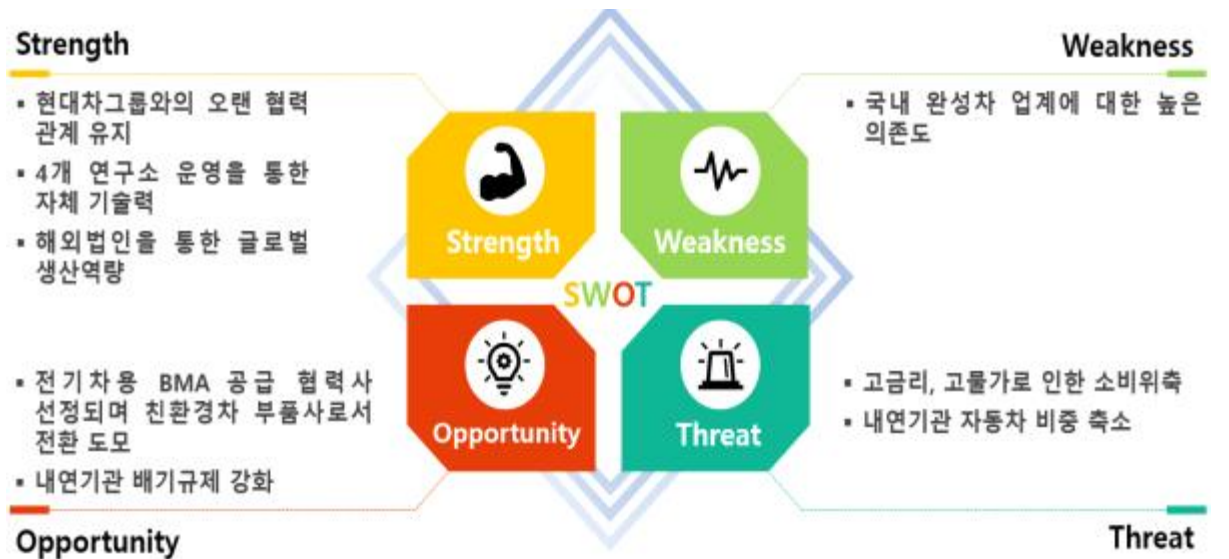 Strength
▪ 현대차그룹와의 오랜 협력
관계 유지
▪ 4개 연구소 운영을 통한
자체 기술력
▪ 해외법인을 통한 글로벌
생산역량
Weakness
▪ 국내 완성차 업계에 대한 높은
의존도
Strength
Weakness
SWOT
Opportunity
Threat
▪ 전기차용 BMA 공급 협력사
선정되며 친환경차 부품사로서
전환 도모
▪ 내연기관 배기규제 강화
Opportunity
▪ 고금리, 고물가로 인한 소비위축
▪ 내연기관 자동차 비중 축소
Threat